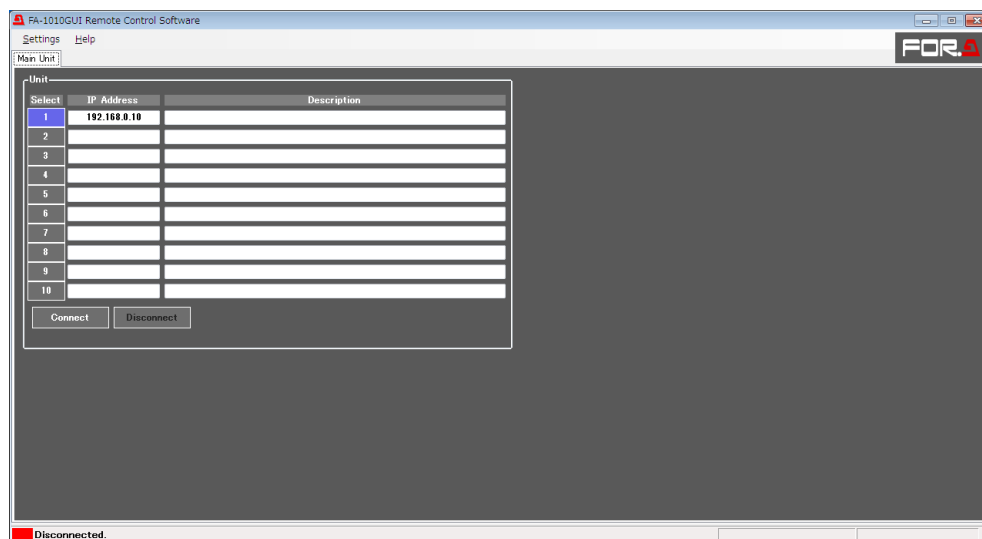 FA-1010GUI Remote Control Software
Settings Help
FOR.A
Main Unit
Unit
Select IP Address Description
1 192.168.0.10
2
3
4
5
6
7
8
9
10
Connect Disconnect
Disconnected.